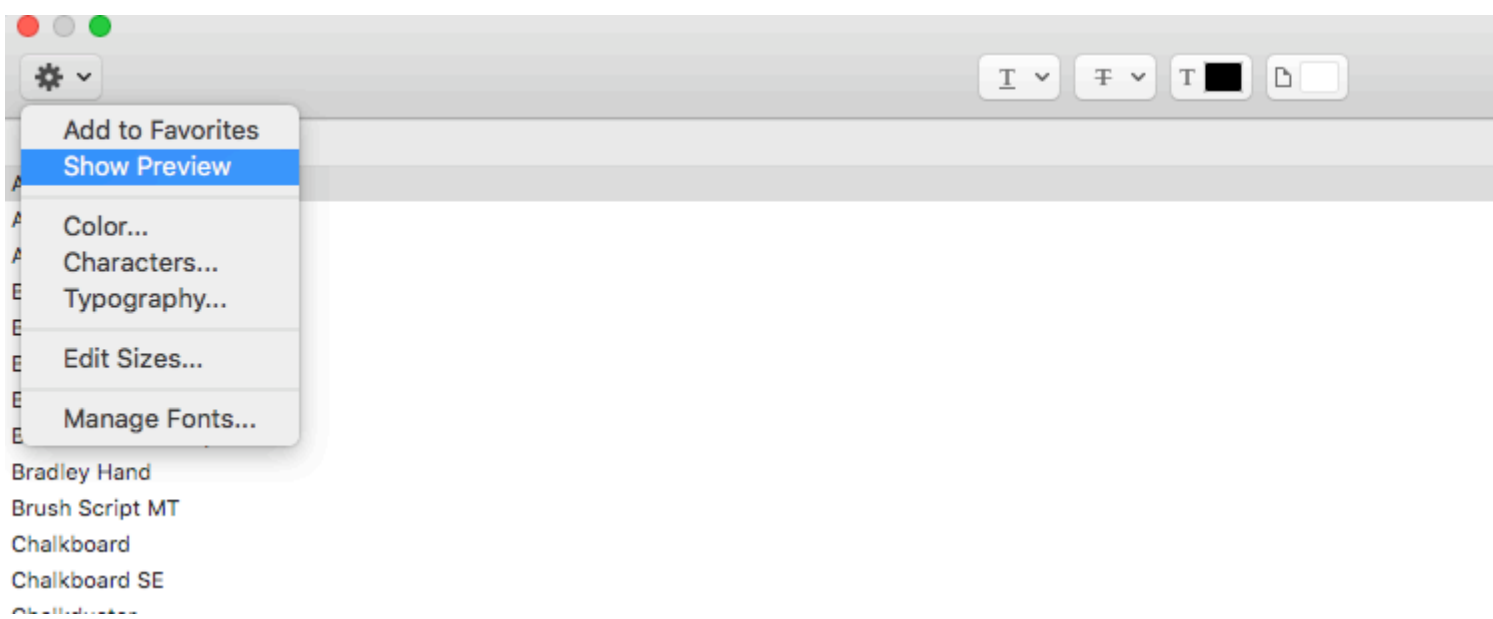 T T T
Add to Favorites
Show Preview
Color...
Characters...
Typography...
Edit Sizes...
Manage Fonts...
Bradley Hand
Brush Script MT
Chalkboard
Chalkboard SE